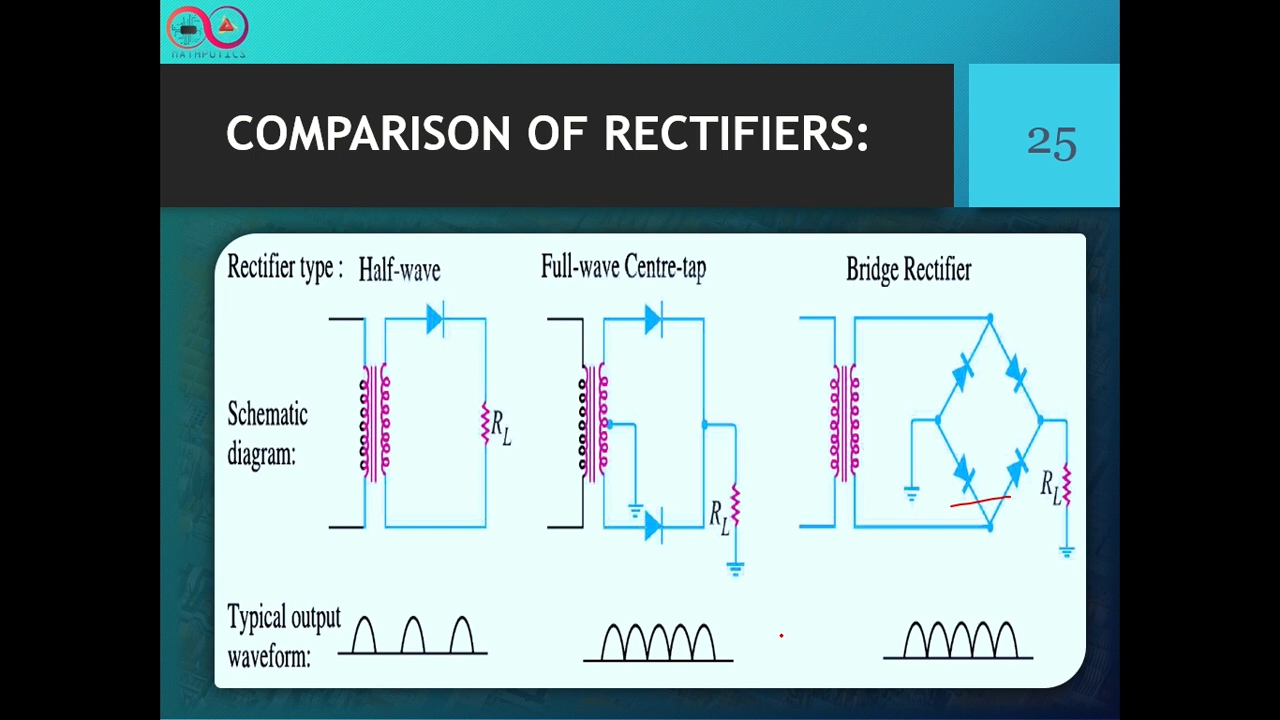 MATHPOTICS
COMPARISON OF RECTIFIERS:
25
Rectifier type : Half-wave Full-wave Centre-tap Bridge Rectifier
Schematic
diagram:
RL
RL
RL
Typical output
waveform: